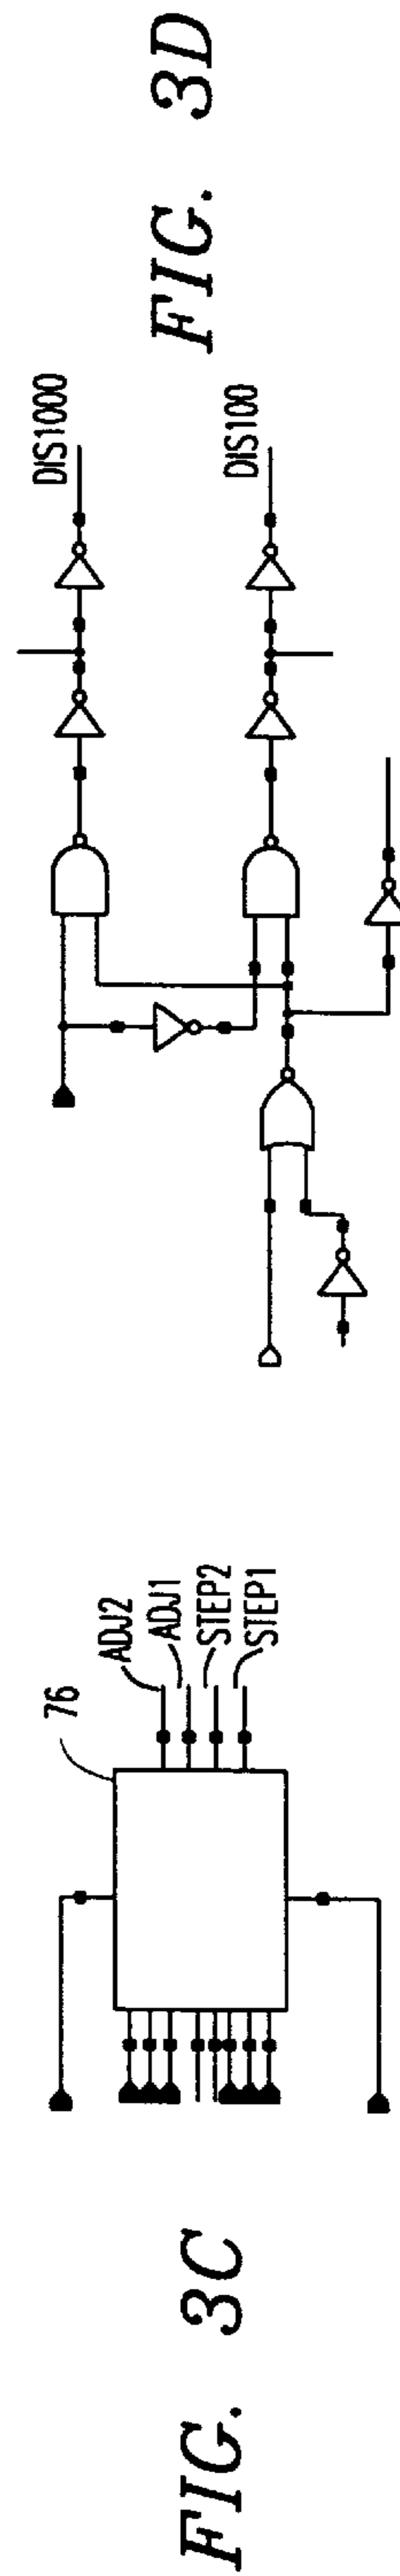 FIG. 3C
76
ADJ2
ADJ1
STEP2
STEP1
DIS1000
DIS100
FIG. 3D